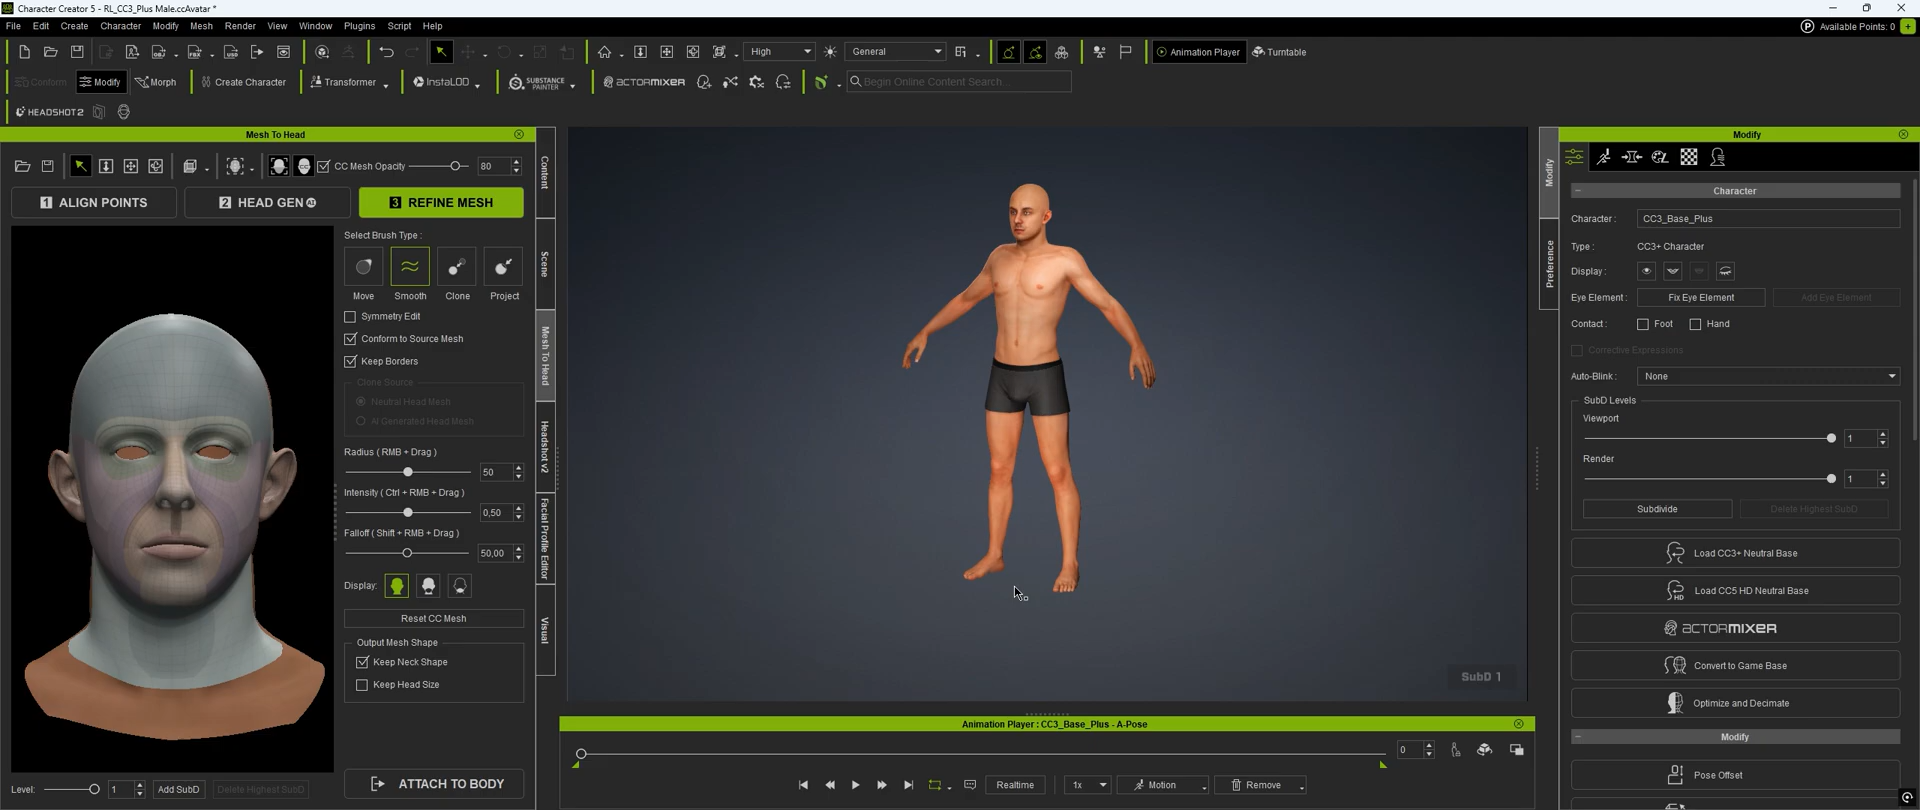 Character Creator 5 - RL_CC3_Plus Male.ccAvatar *
File Edit Create Character Modify Mesh Render View Window Plugins Script Help
Available Points: 0
High General Animation Player Turntable
Conform Modify Morph Create Character Transformer InstaLOD SUBSTANCE PAINTER ACTORMIXER Begin Online Content Search...
HEADSHOT 2
Mesh To Head
CC Mesh Opacity 80
1 ALIGN POINTS 2 HEAD GEN AI 3 REFINE MESH
Select Brush Type :
Move Smooth Clone Project
Symmetry Edit
Conform to Source Mesh
Keep Borders
Clone Source
Neutral Head Mesh
AI Generated Head Mesh
Radius ( RMB + Drag )
50
Intensity ( Ctrl + RMB + Drag )
0,50
Falloff ( Shift + RMB + Drag )
50,00
Display:
Reset CC Mesh
Output Mesh Shape
Keep Neck Shape
Keep Head Size
ATTACH TO BODY
Level: 1 Add SubD Delete Highest SubD
Content
Scene
Mesh To Head
Headshot v2
Facial Profile Editor
Visual
SubD 1
Animation Player : CC3_Base_Plus - A-Pose
0
Realtime 1x Motion Remove
Modify
Preference
Modify
Character
Character : CC3_Base_Plus
Type : CC3+ Character
Display :
Eye Element : Fix Eye Element Add Eye Element
Contact : Foot Hand
Corrective Expressions
Auto-Blink : None
SubD Levels
Viewport
1
Render
1
Subdivide Delete Highest SubD
Load CC3+ Neutral Base
HD Load CC5 HD Neutral Base
ACTORMIXER
Convert to Game Base
Optimize and Decimate
Modify
Pose Offset